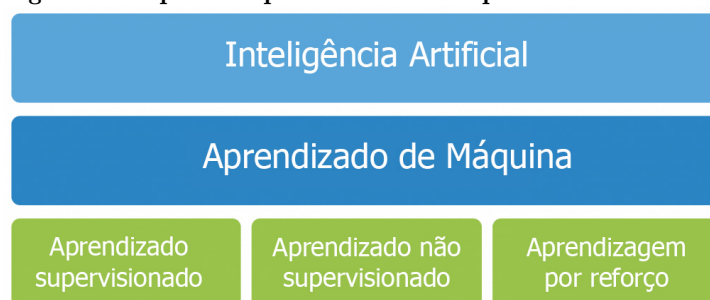 Inteligência Artificial
Aprendizado de Máquina
Aprendizado
supervisionado
Aprendizado não
supervisionado
Aprendizagem
por reforço